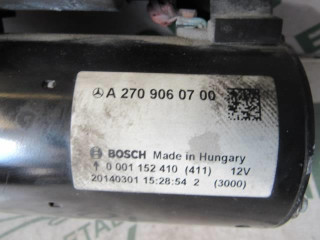 A 270 906 07 00
BOSCH Made in Hungary
0 001 152 410 (411) 12V
20140301 15:28:54 2 (3000)